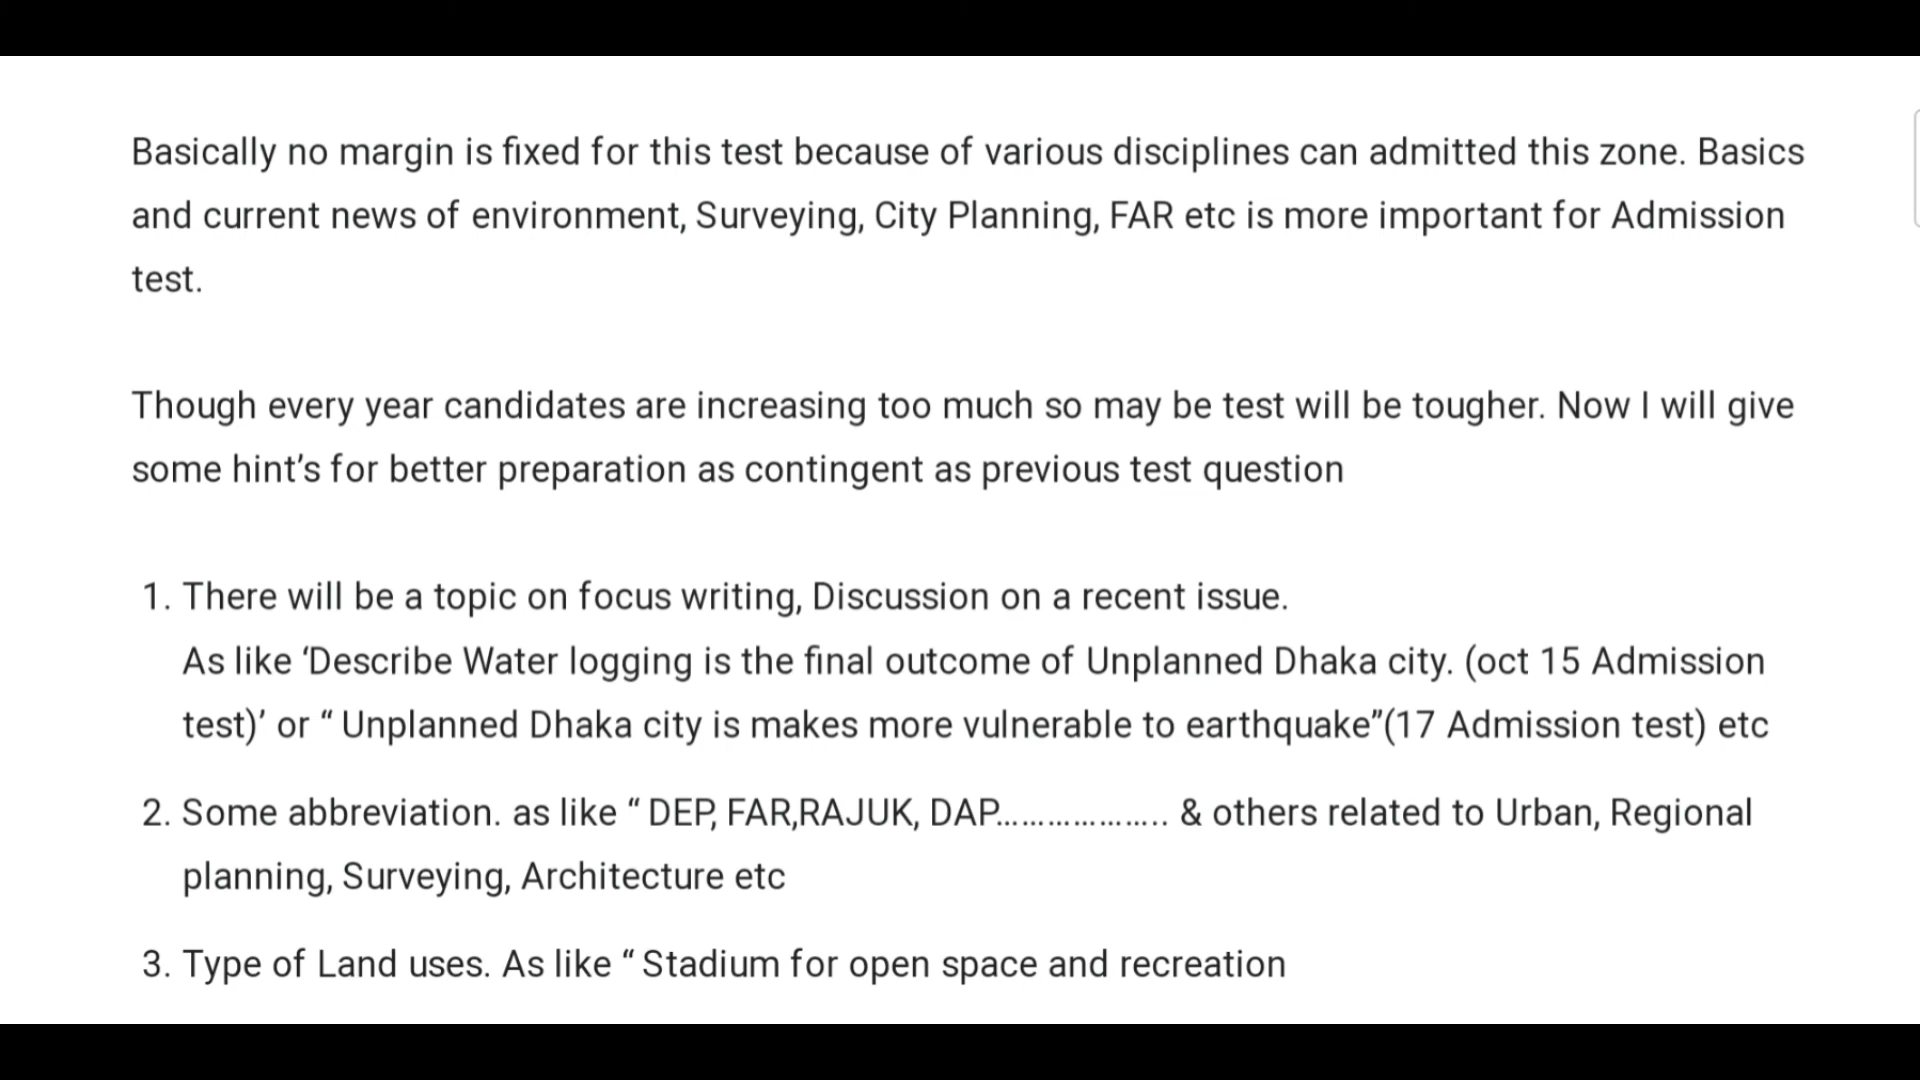 Basically no margin is fixed for this test because of various disciplines can admitted this zone. Basics
and current news of environment, Surveying, City Planning, FAR etc is more important for Admission
test.
Though every year candidates are increasing too much so may be test will be tougher. Now I will give
some hint’s for better preparation as contingent as previous test question
1. There will be a topic on focus writing, Discussion on a recent issue.
As like ‘Describe Water logging is the final outcome of Unplanned Dhaka city. (oct 15 Admission
test)’ or “ Unplanned Dhaka city is makes more vulnerable to earthquake”(17 Admission test) etc
2. Some abbreviation. as like “ DEP, FAR,RAJUK, DAP……………….. & others related to Urban, Regional
planning, Surveying, Architecture etc
3. Type of Land uses. As like “ Stadium for open space and recreation